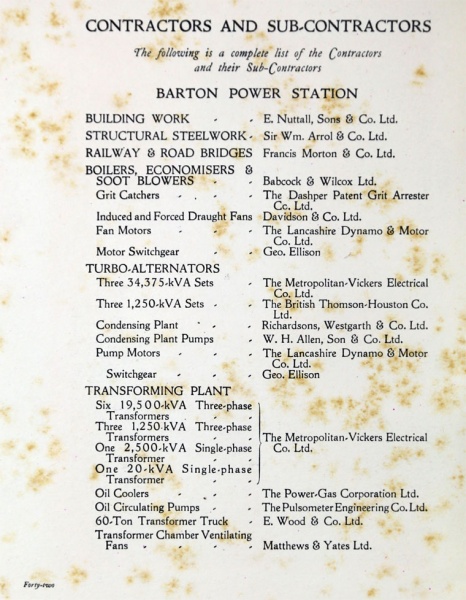 CONTRACTORS AND SUB-CONTRACTORS
The following is a complete list of the Contractors
and their Sub-Contractors
BARTON POWER STATION
BUILDING WORK - - E. Nuttall, Sons & Co. Ltd.
STRUCTURAL STEELWORK - Sir Wm. Arrol & Co. Ltd.
RAILWAY & ROAD BRIDGES Francis Morton & Co. Ltd.
BOILERS, ECONOMISERS &
SOOT BLOWERS - - Babcock & Wilcox Ltd.
Grit Catchers - - - - The Dashper Patent Grit Arrester
Co. Ltd.
Induced and Forced Draught Fans Davidson & Co. Ltd.
Fan Motors - - - - The Lancashire Dynamo & Motor
Co. Ltd.
Motor Switchgear - - - Geo. Ellison
TURBO-ALTERNATORS
Three 34,375-kVA Sets - The Metropolitan-Vickers Electrical
Co. Ltd.
Three 1,250-kVA Sets - - The British Thomson-Houston Co.
Ltd.
Condensing Plant - - - Richardsons, Westgarth & Co. Ltd.
Condensing Plant Pumps - W. H. Allen, Son & Co. Ltd.
Pump Motors - - - The Lancashire Dynamo & Motor
Co. Ltd.
Switchgear - - - - Geo. Ellison
TRANSFORMING PLANT
Six 19,500-kVA Three-phase
Transformers - - -
Three 1,250-kVA Three-phase
Transformers - - - The Metropolitan-Vickers Electrical
One 2,500-kVA Single-phase Co. Ltd.
Transformer - - -
One 20-kVA Single-phase
Transformer - - -
Oil Coolers - - - - The Power-Gas Corporation Ltd.
Oil Circulating Pumps - - The Pulsometer Engineering Co. Ltd.
60-Ton Transformer Truck - E. Wood & Co. Ltd.
Transformer Chamber Ventilating
Fans - - - - Matthews & Yates Ltd.
Forty-two